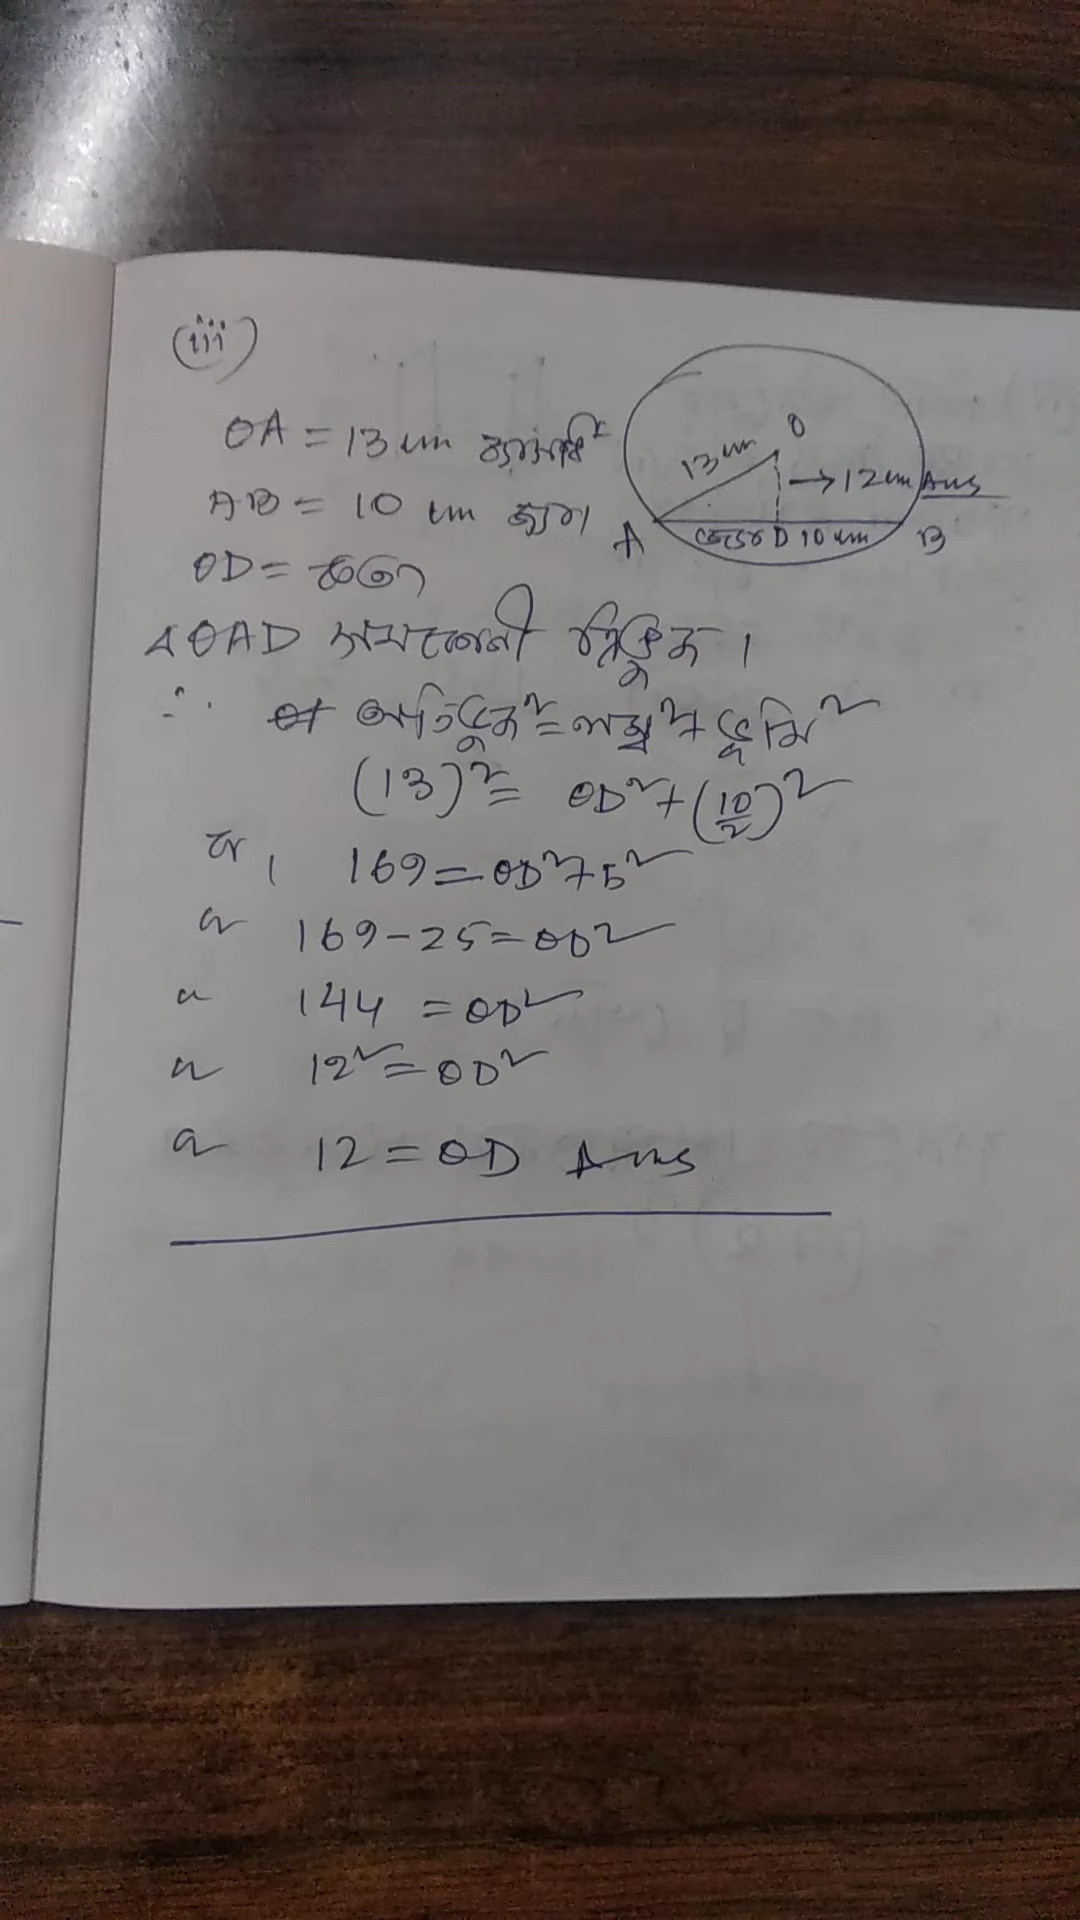 (iii)
OA = 13 cm ব্যাসার্ধ
AB = 10 cm জ্যা
OD = কত?
△OAD সমকোণী ত্রিভুজ ।
∴ অতিভুজ² = লম্ব² + ভূমি²
(13)² = OD² + (10/2)²
বা, 169 = OD² + 5²
বা 169 - 25 = OD²
বা 144 = OD²
বা 12² = OD²
বা 12 = OD Ans
O
13 cm
→ 12 cm Ans
A
D 10 cm
B